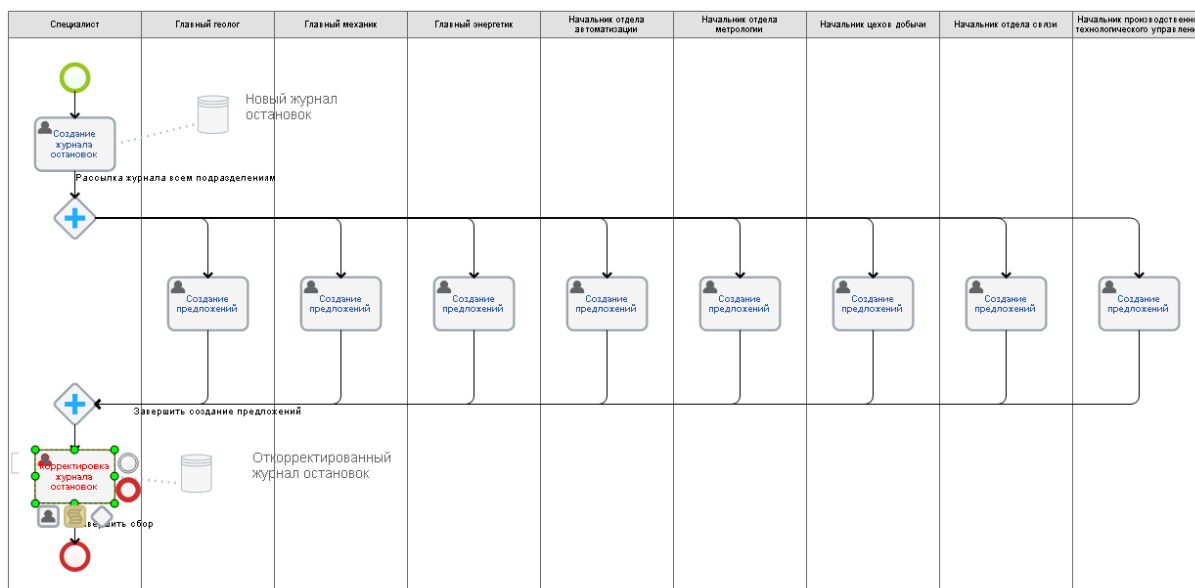 Специалист
Главный геолог
Главный механик
Главный энергетик
Начальник отдела
автоматизации
Начальник отдела
метрологии
Начальник цехов добычи
Начальник отдела связи
Начальник
технологического
Новый журнал
остановок
Создание
журнала
остановок
Рассылка журнала всем подразделениям
Создание
предложений
Создание
предложений
Создание
предложений
Создание
предложений
Создание
предложений
Создание
предложений
Создание
предложений
Создание
предложений
Завершить создание предложений
Корректировка
журнала
остановок
Откорректированный
журнал остановок
сбор